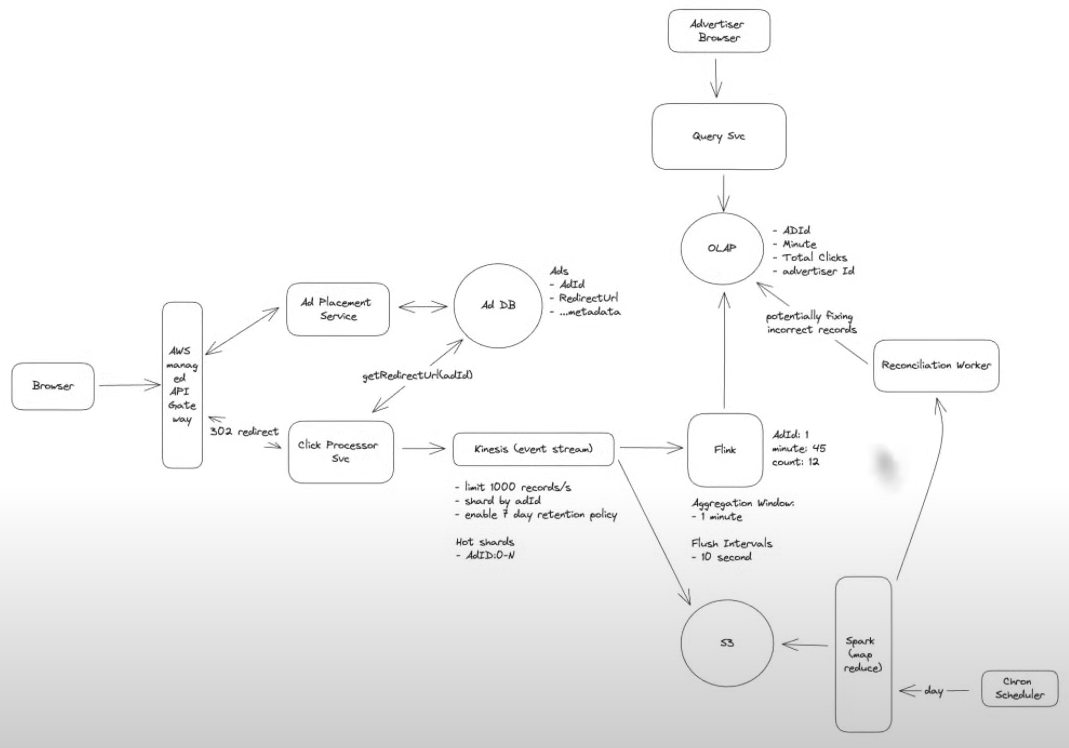 Advertiser
Browser
Query Svc
OLAP
- ADId
- Minute
- Total Clicks
- advertiser Id
Ads
- AdId
- RedirectUrl
- ...metadata
Ad Placement
Service
Ad DB
potentially fixing
incorrect records
AWS
manag
ed
API
Gate
way
Browser
getRedirectUrl(adId)
Reconciliation Worker
302 redirect
Click Processor
Svc
Kinesis (event stream)
Flink
AdId: 1
minute: 45
count: 12
- limit 1000 records/s
- shard by adId
- enable 7 day retention policy
Hot shards
- AdID:0-N
Aggregation Window:
- 1 minute
Flush Intervals
- 10 second
S3
Spark
(map
reduce)
day
Chron
Scheduler